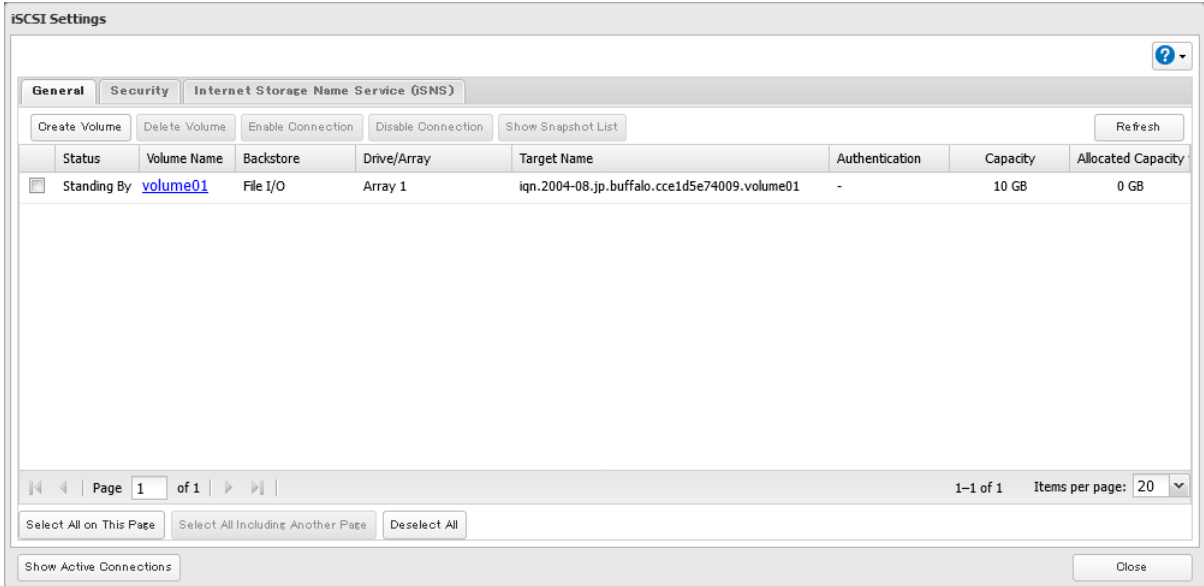 iSCSI Settings
?
General Security Internet Storage Name Service (iSNS)
Create Volume Delete Volume Enable Connection Disable Connection Show Snapshot List Refresh
Status Volume Name Backstore Drive/Array Target Name Authentication Capacity Allocated Capacity
Standing By volume01 File I/O Array 1 iqn.2004-08.jp.buffalo.cce1d5e74009.volume01 - 10 GB 0 GB
Page 1 of 1 1–1 of 1 Items per page: 20
Select All on This Page Select All Including Another Page Deselect All
Show Active Connections Close